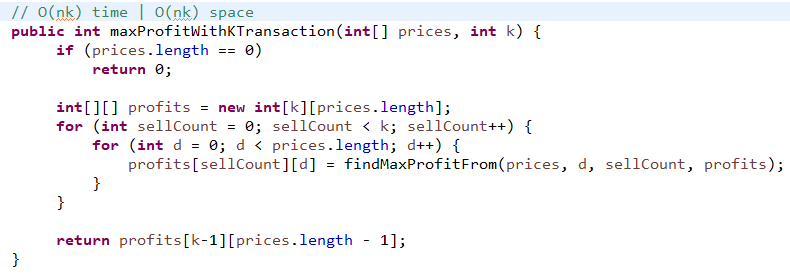 // O(nk) time | O(nk) space
public int maxProfitWithKTransaction(int[] prices, int k) {
    if (prices.length == 0)
        return 0;

    int[][] profits = new int[k][prices.length];
    for (int sellCount = 0; sellCount < k; sellCount++) {
        for (int d = 0; d < prices.length; d++) {
            profits[sellCount][d] = findMaxProfitFrom(prices, d, sellCount, profits);
        }
    }

    return profits[k-1][prices.length - 1];
}